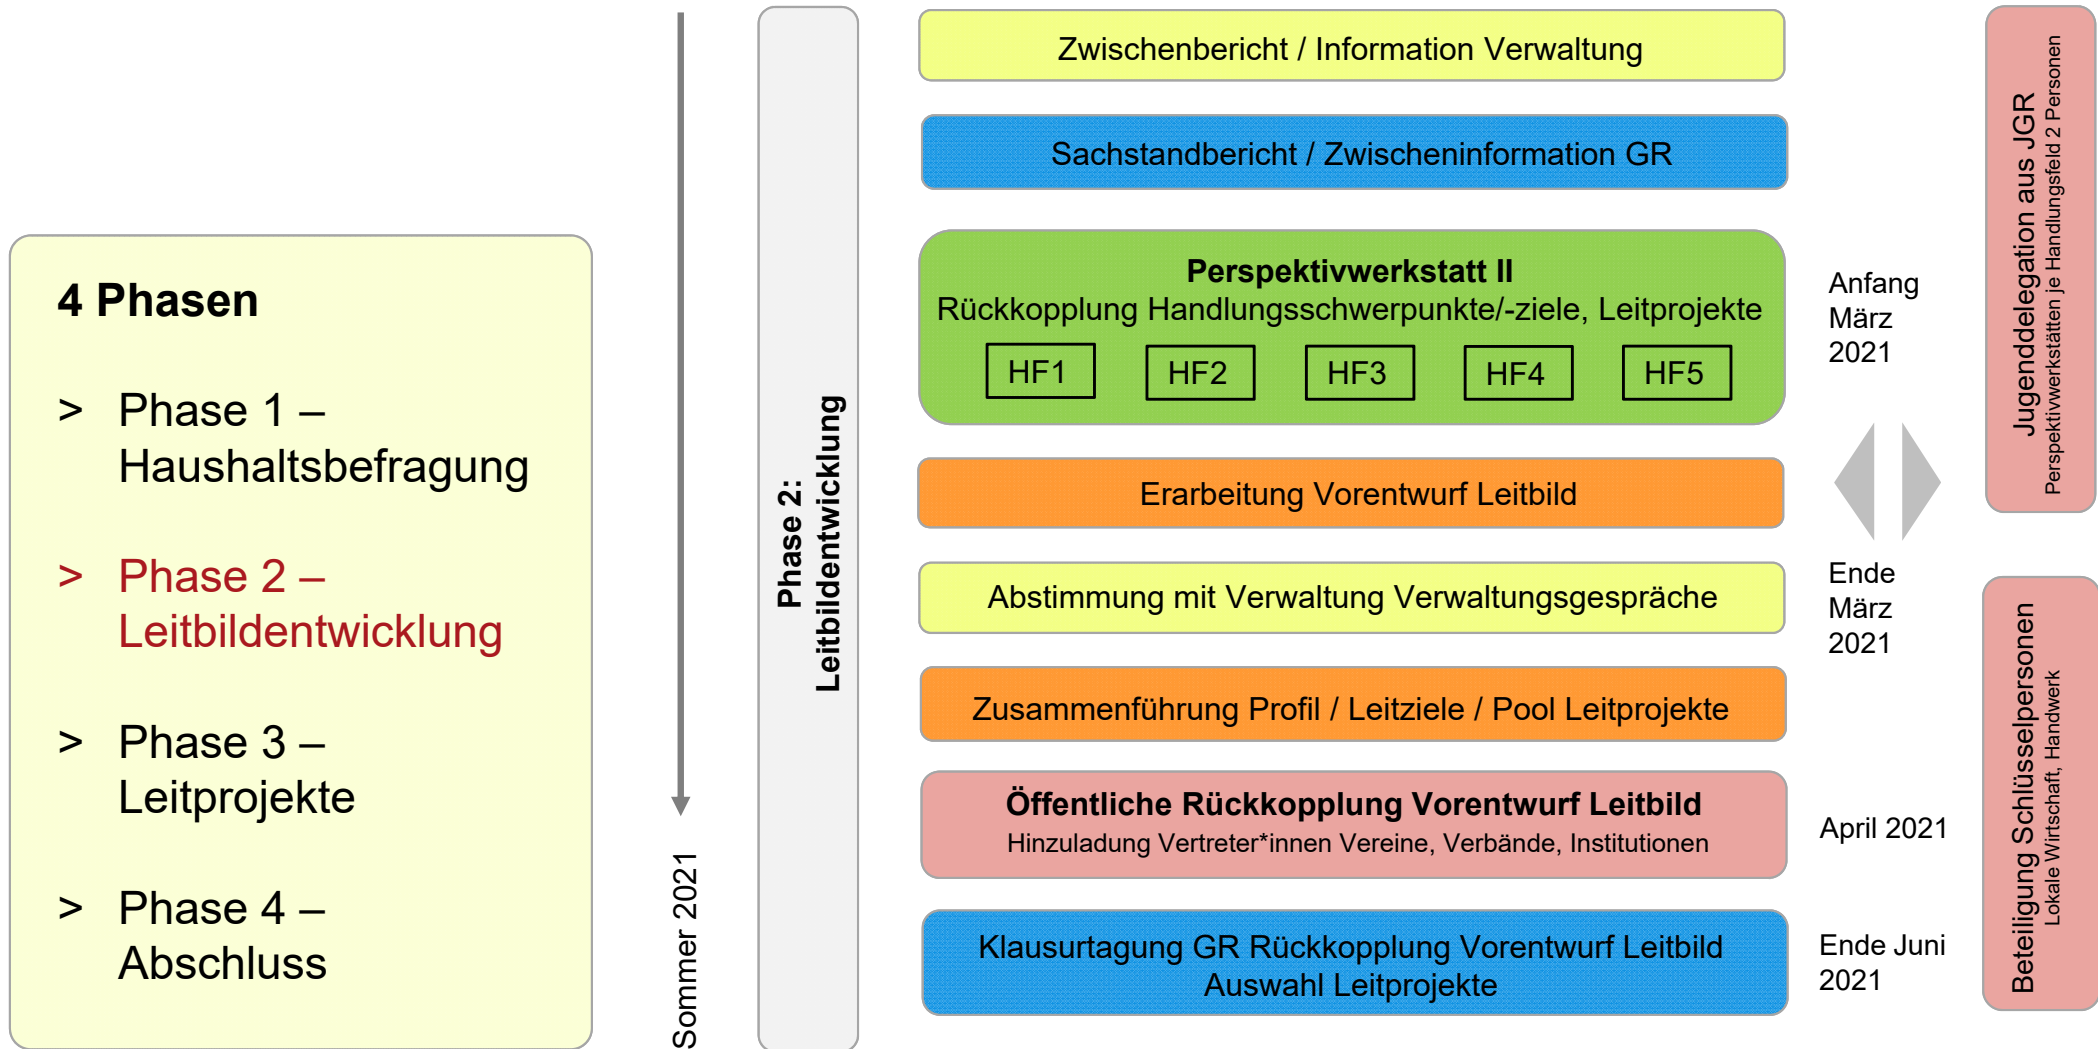 4 Phasen
> Phase 1 –
Haushaltsbefragung
> Phase 2 –
Leitbildentwicklung
> Phase 3 –
Leitprojekte
> Phase 4 –
Abschluss
Sommer 2021
Phase 2:
Leitbildentwicklung
Zwischenbericht / Information Verwaltung
Sachstandbericht / Zwischeninformation GR
Perspektivwerkstatt II
Rückkopplung Handlungsschwerpunkte/-ziele, Leitprojekte
HF1 HF2 HF3 HF4 HF5
Anfang
März
2021
Erarbeitung Vorentwurf Leitbild
Abstimmung mit Verwaltung Verwaltungsgespräche
Ende
März
2021
Zusammenführung Profil / Leitziele / Pool Leitprojekte
Öffentliche Rückkopplung Vorentwurf Leitbild
Hinzuladung Vertreter*innen Vereine, Verbände, Institutionen
April 2021
Klausurtagung GR Rückkopplung Vorentwurf Leitbild
Auswahl Leitprojekte
Ende Juni
2021
Jugenddelegation aus JGR
Perspektivwerkstätten je Handlungsfeld 2 Personen
Beteiligung Schlüsselpersonen
Lokale Wirtschaft, Handwerk